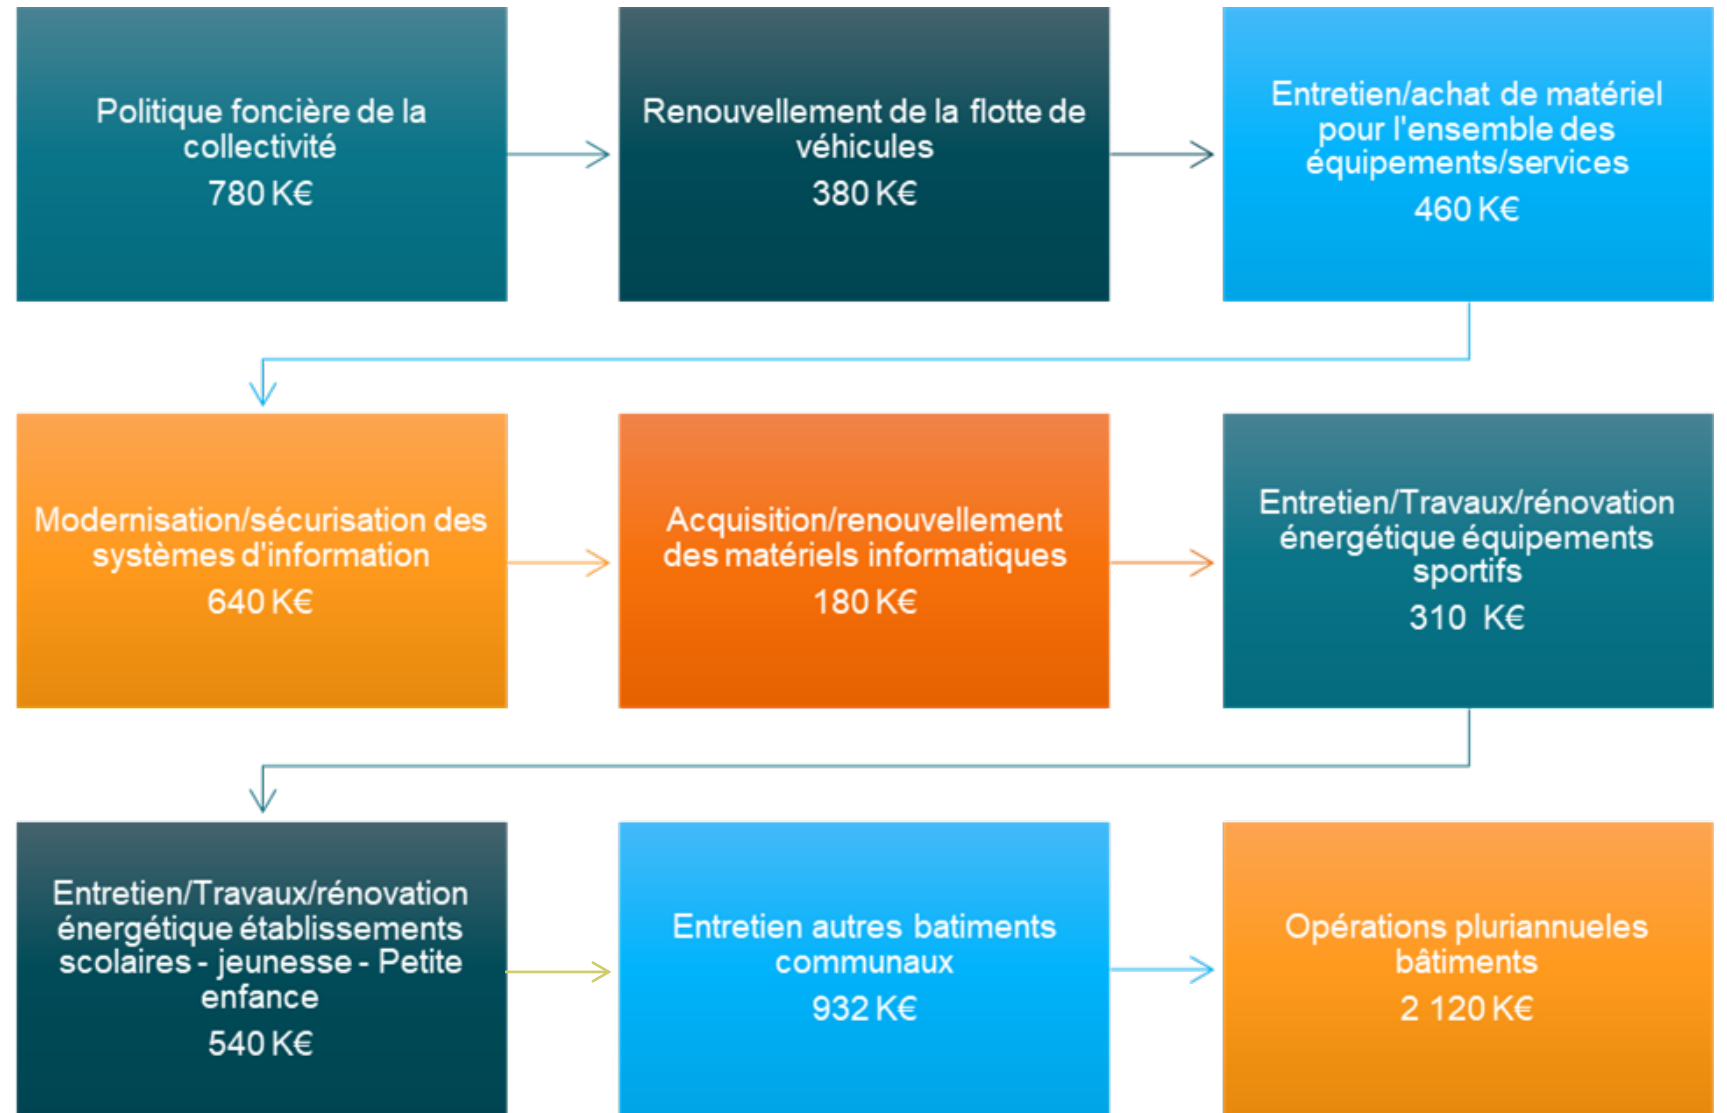 Politique foncière de la
collectivité
780 K€
Renouvellement de la flotte de
véhicules
380 K€
Entretien/achat de matériel
pour l'ensemble des
équipements/services
460 K€
Modernisation/sécurisation des
systèmes d'information
640 K€
Acquisition/renouvellement
des matériels informatiques
180 K€
Entretien/Travaux/rénovation
énergétique équipements
sportifs
310 K€
Entretien/Travaux/rénovation
énergétique établissements
scolaires - jeunesse - Petite
enfance
540 K€
Entretien autres batiments
communaux
932 K€
Opérations pluriannueles
bâtiments
2 120 K€